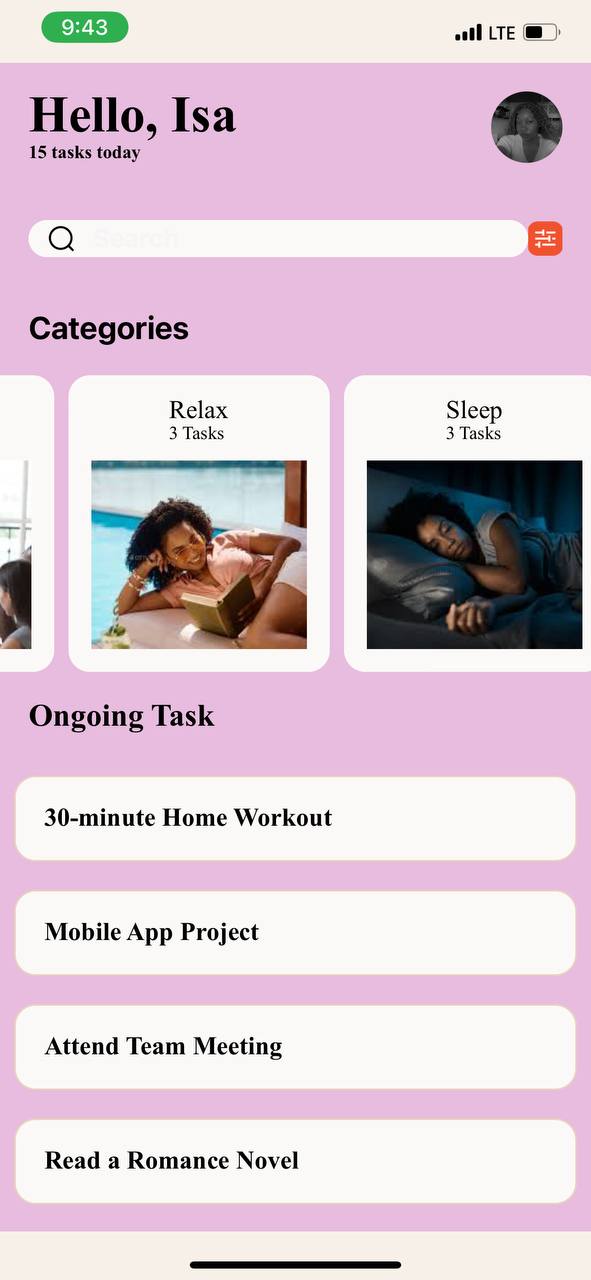 9:43
LTE
Hello, Isa
15 tasks today
Search
Categories
Relax
3 Tasks
Sleep
3 Tasks
Ongoing Task
30-minute Home Workout
Mobile App Project
Attend Team Meeting
Read a Romance Novel